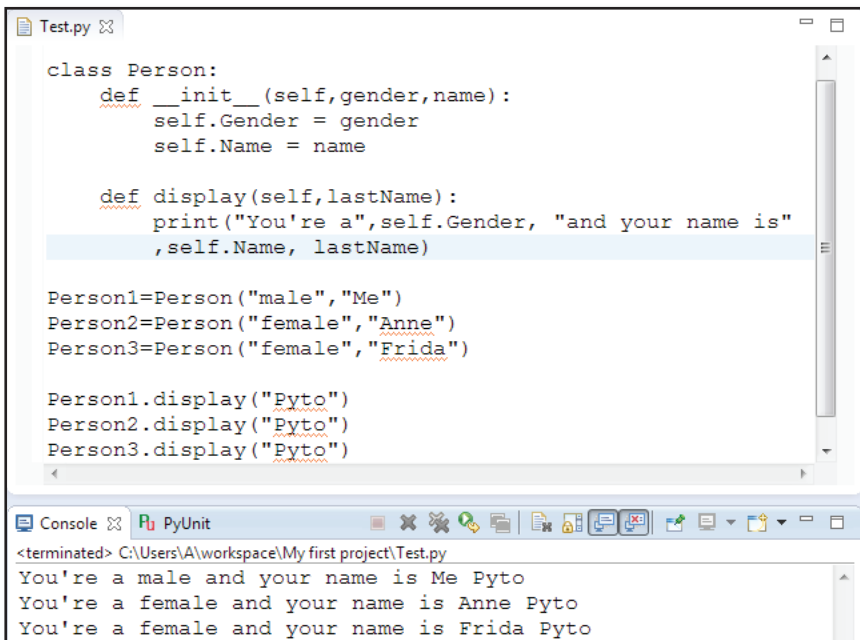 Test.py
class Person:
    def __init__(self,gender,name):
        self.Gender = gender
        self.Name = name
    def display(self,lastName):
        print("You're a",self.Gender, "and your name is"
        ,self.Name, lastName)
Person1=Person("male","Me")
Person2=Person("female","Anne")
Person3=Person("female","Frida")
Person1.display("Pyto")
Person2.display("Pyto")
Person3.display("Pyto")
Console Pu PyUnit
<terminated> C:\Users\A\workspace\My first project\Test.py
You're a male and your name is Me Pyto
You're a female and your name is Anne Pyto
You're a female and your name is Frida Pyto